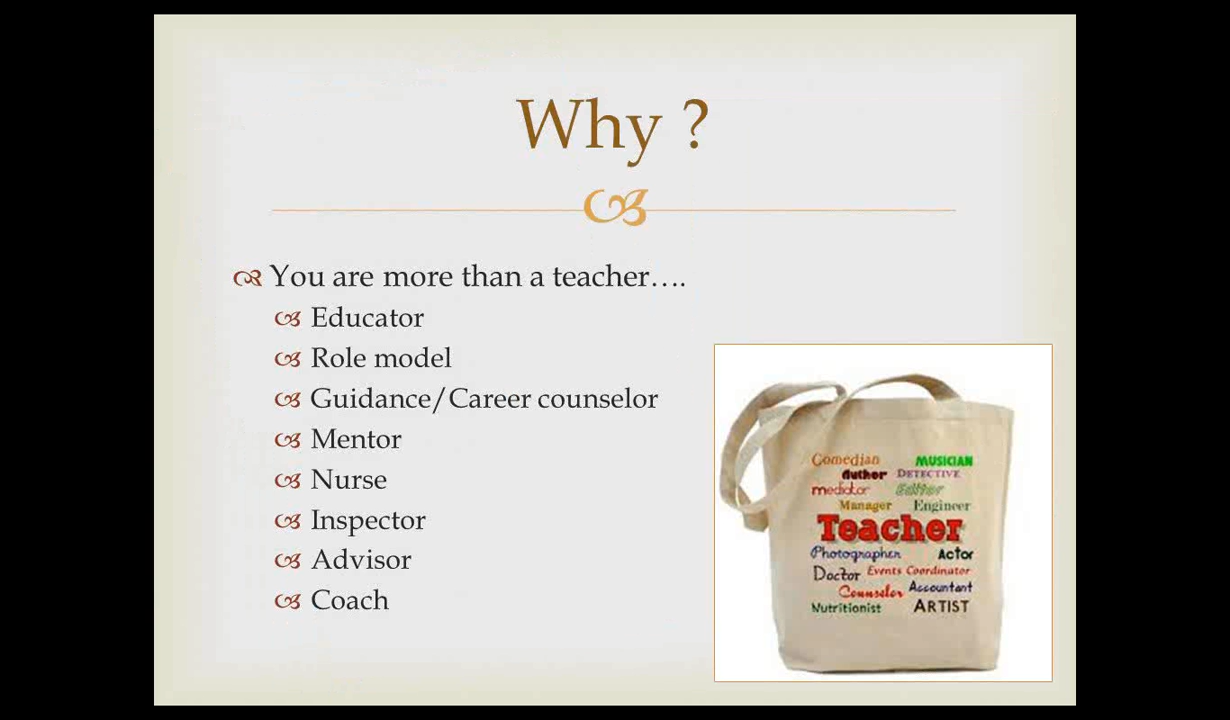 Why ?
You are more than a teacher….
Educator
Role model
Guidance/Career counselor
Mentor
Nurse
Inspector
Advisor
Coach
Comedian MUSICIAN
Author DETECTIVE
mediator Editor
Manager Engineer
Teacher
Photographer Actor
Doctor Events Coordinator
Counselor Accountant
Nutritionist ARTIST